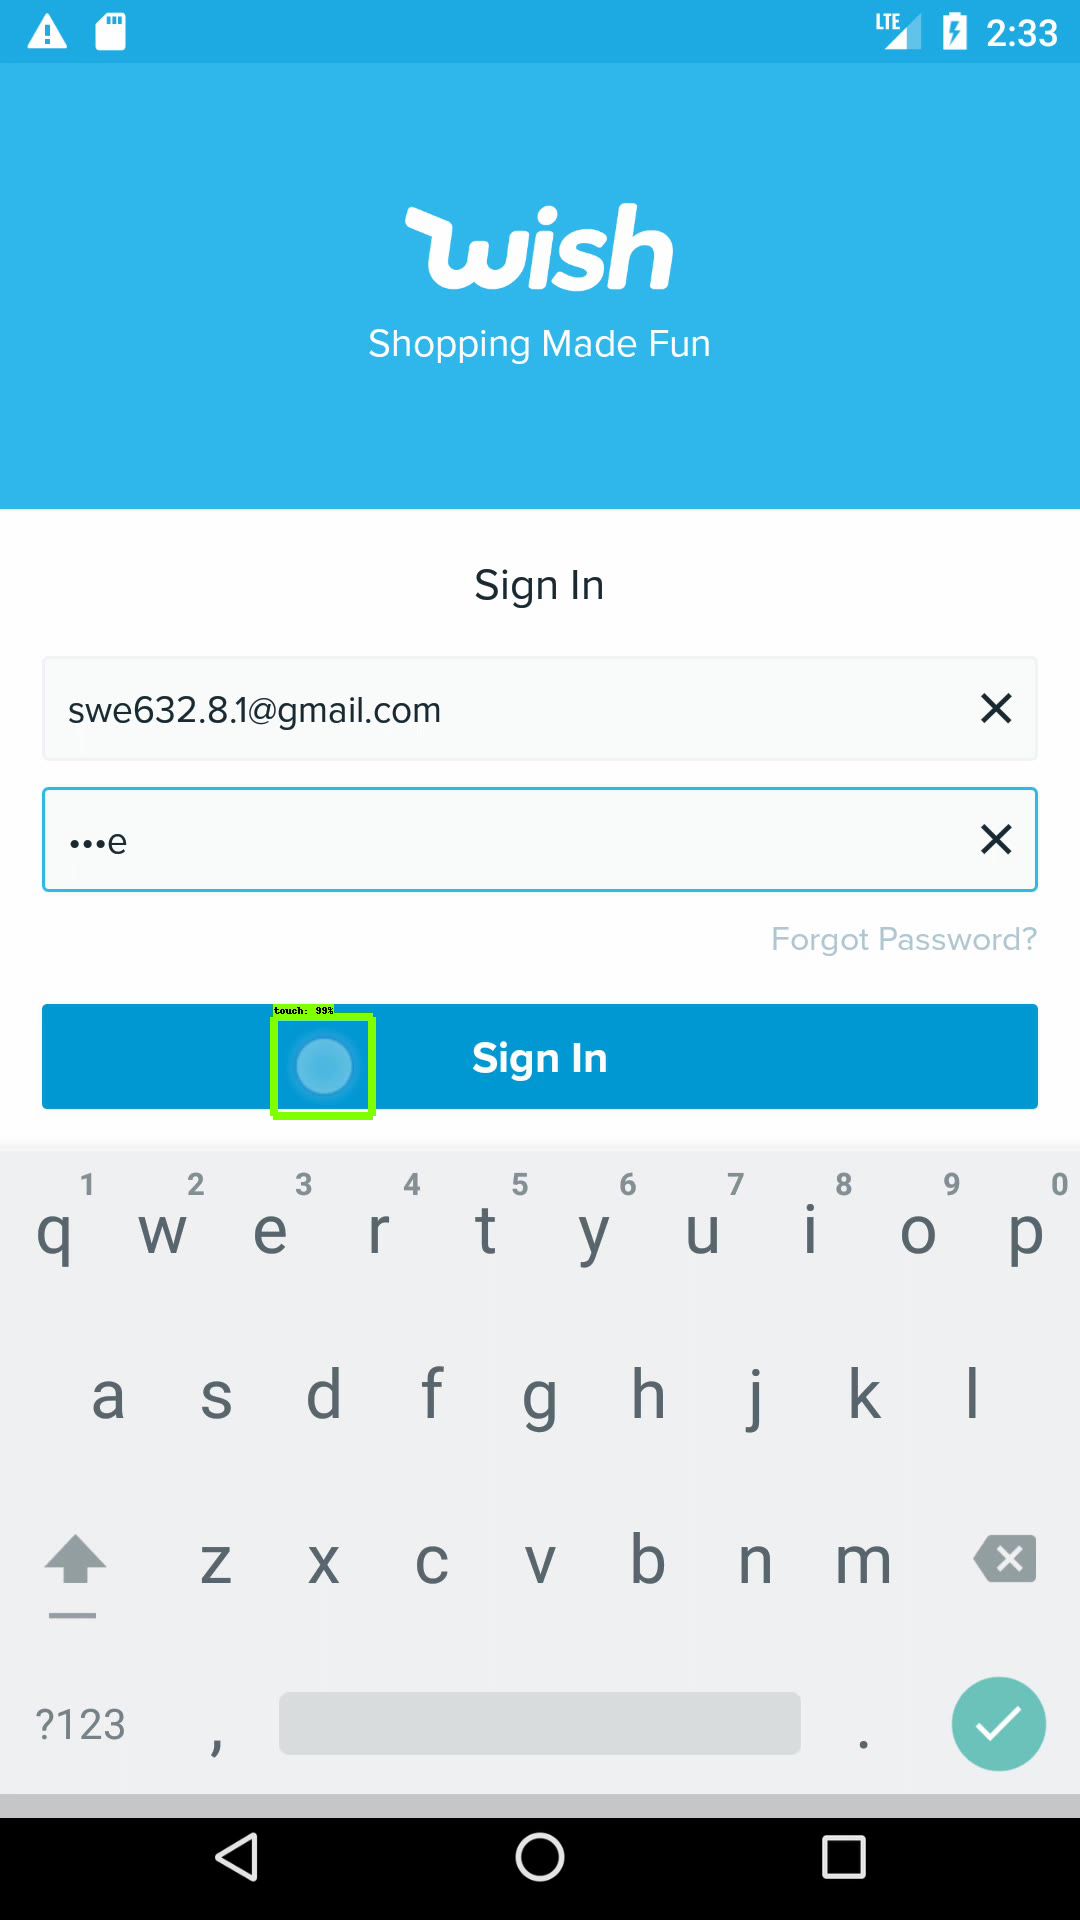 LTE 2:33
wish
Shopping Made Fun
Sign In
swe632.8.1@gmail.com
•••e
Forgot Password?
touch: 99%
Sign In
1 2 3 4 5 6 7 8 9 0
q w e r t y u i o p
a s d f g h j k l
z x c v b n m
?123 , .